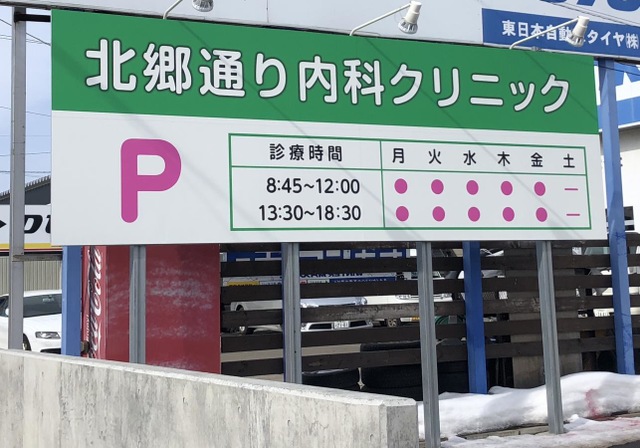 東日本自動車タイヤ㈱
北郷通り内科クリニック
P
診療時間 月 火 水 木 金 土
8:45~12:00 ● ● ● ● ● －
13:30~18:30 ● ● ● ● ● －